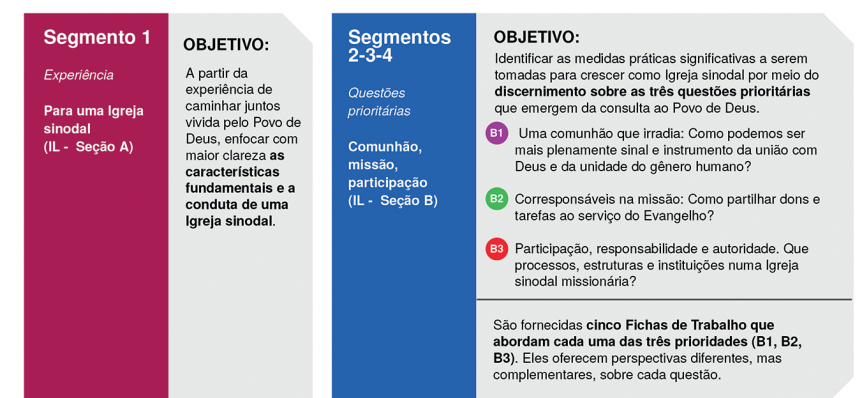 Segmento 1
Experiência
Para uma Igreja
sinodal
(IL - Seção A)
OBJETIVO:
A partir da
experiência de
caminhar juntos
vivida pelo Povo de
Deus, enfocar com
maior clareza as
características
fundamentais e a
conduta de uma
Igreja sinodal.
Segmentos
2-3-4
Questões
prioritárias
Comunhão,
missão,
participação
(IL - Seção B)
OBJETIVO:
Identificar as medidas práticas significativas a serem
tomadas para crescer como Igreja sinodal por meio do
discernimento sobre as três questões prioritárias
que emergem da consulta ao Povo de Deus.
B1 Uma comunhão que irradia: Como podemos ser
mais plenamente sinal e instrumento da união com
Deus e da unidade do gênero humano?
B2 Corresponsáveis na missão: Como partilhar dons e
tarefas ao serviço do Evangelho?
B3 Participação, responsabilidade e autoridade. Que
processos, estruturas e instituições numa Igreja
sinodal missionária?
São fornecidas cinco Fichas de Trabalho que
abordam cada uma das três prioridades (B1, B2,
B3). Eles oferecem perspectivas diferentes, mas
complementares, sobre cada questão.